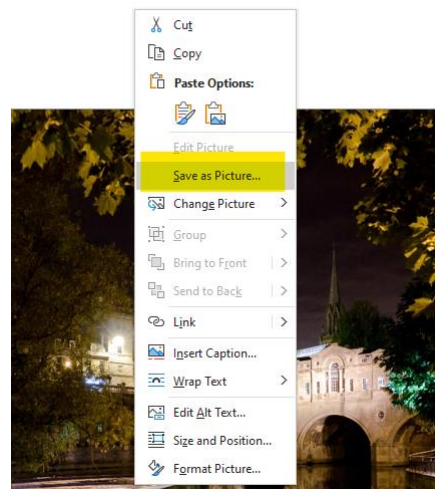 Cut
Copy
Paste Options:
Edit Picture
Save as Picture...
Change Picture
Group
Bring to Front
Send to Back
Link
Insert Caption...
Wrap Text
Edit Alt Text...
Size and Position...
Format Picture...